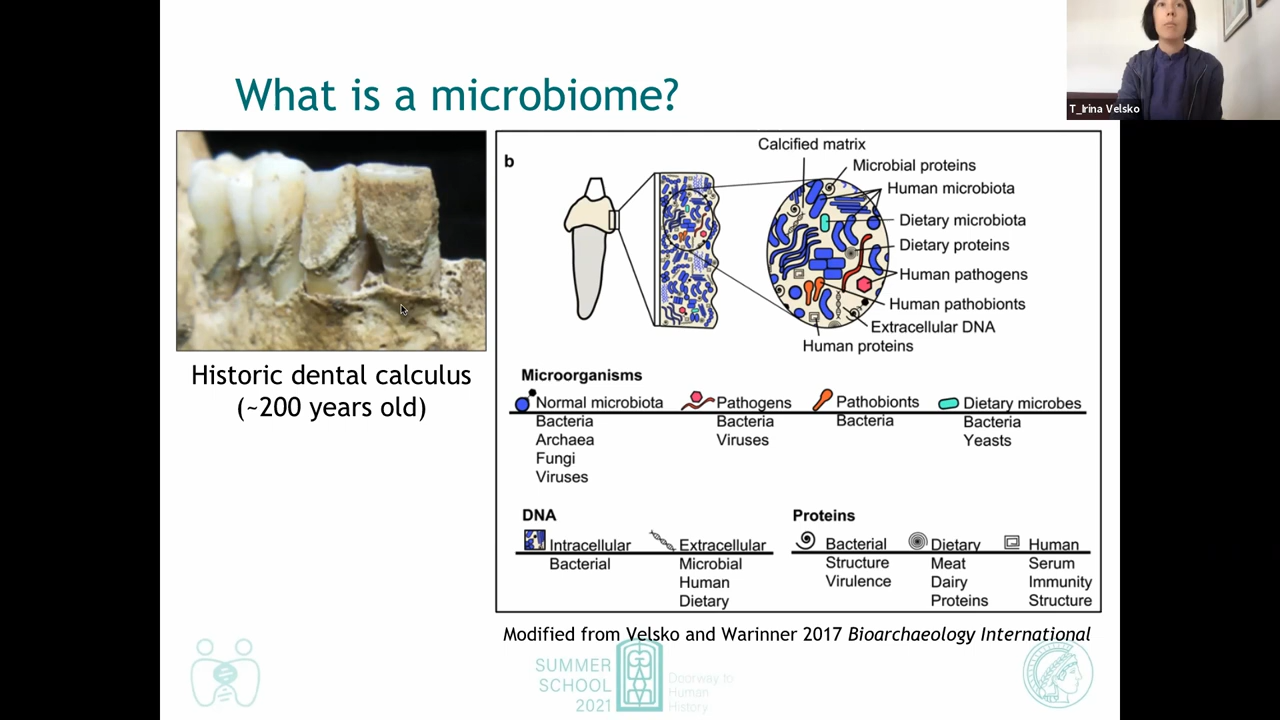 T_Irina Velsko
What is a microbiome?
Historic dental calculus
(~200 years old)
b
Calcified matrix
Microbial proteins
Human microbiota
Dietary microbiota
Dietary proteins
Human pathogens
Human pathobionts
Extracellular DNA
Human proteins
Microorganisms
Normal microbiota
Bacteria
Archaea
Fungi
Viruses
Pathogens
Bacteria
Viruses
Pathobionts
Bacteria
Dietary microbes
Bacteria
Yeasts
DNA
Intracellular
Bacterial
Extracellular
Microbial
Human
Dietary
Proteins
Bacterial
Structure
Virulence
Dietary
Meat
Dairy
Proteins
Human
Serum
Immunity
Structure
Modified from Velsko and Warinner 2017 Bioarchaeology International
SUMMER
SCHOOL
2021
Doorway to
Human
History